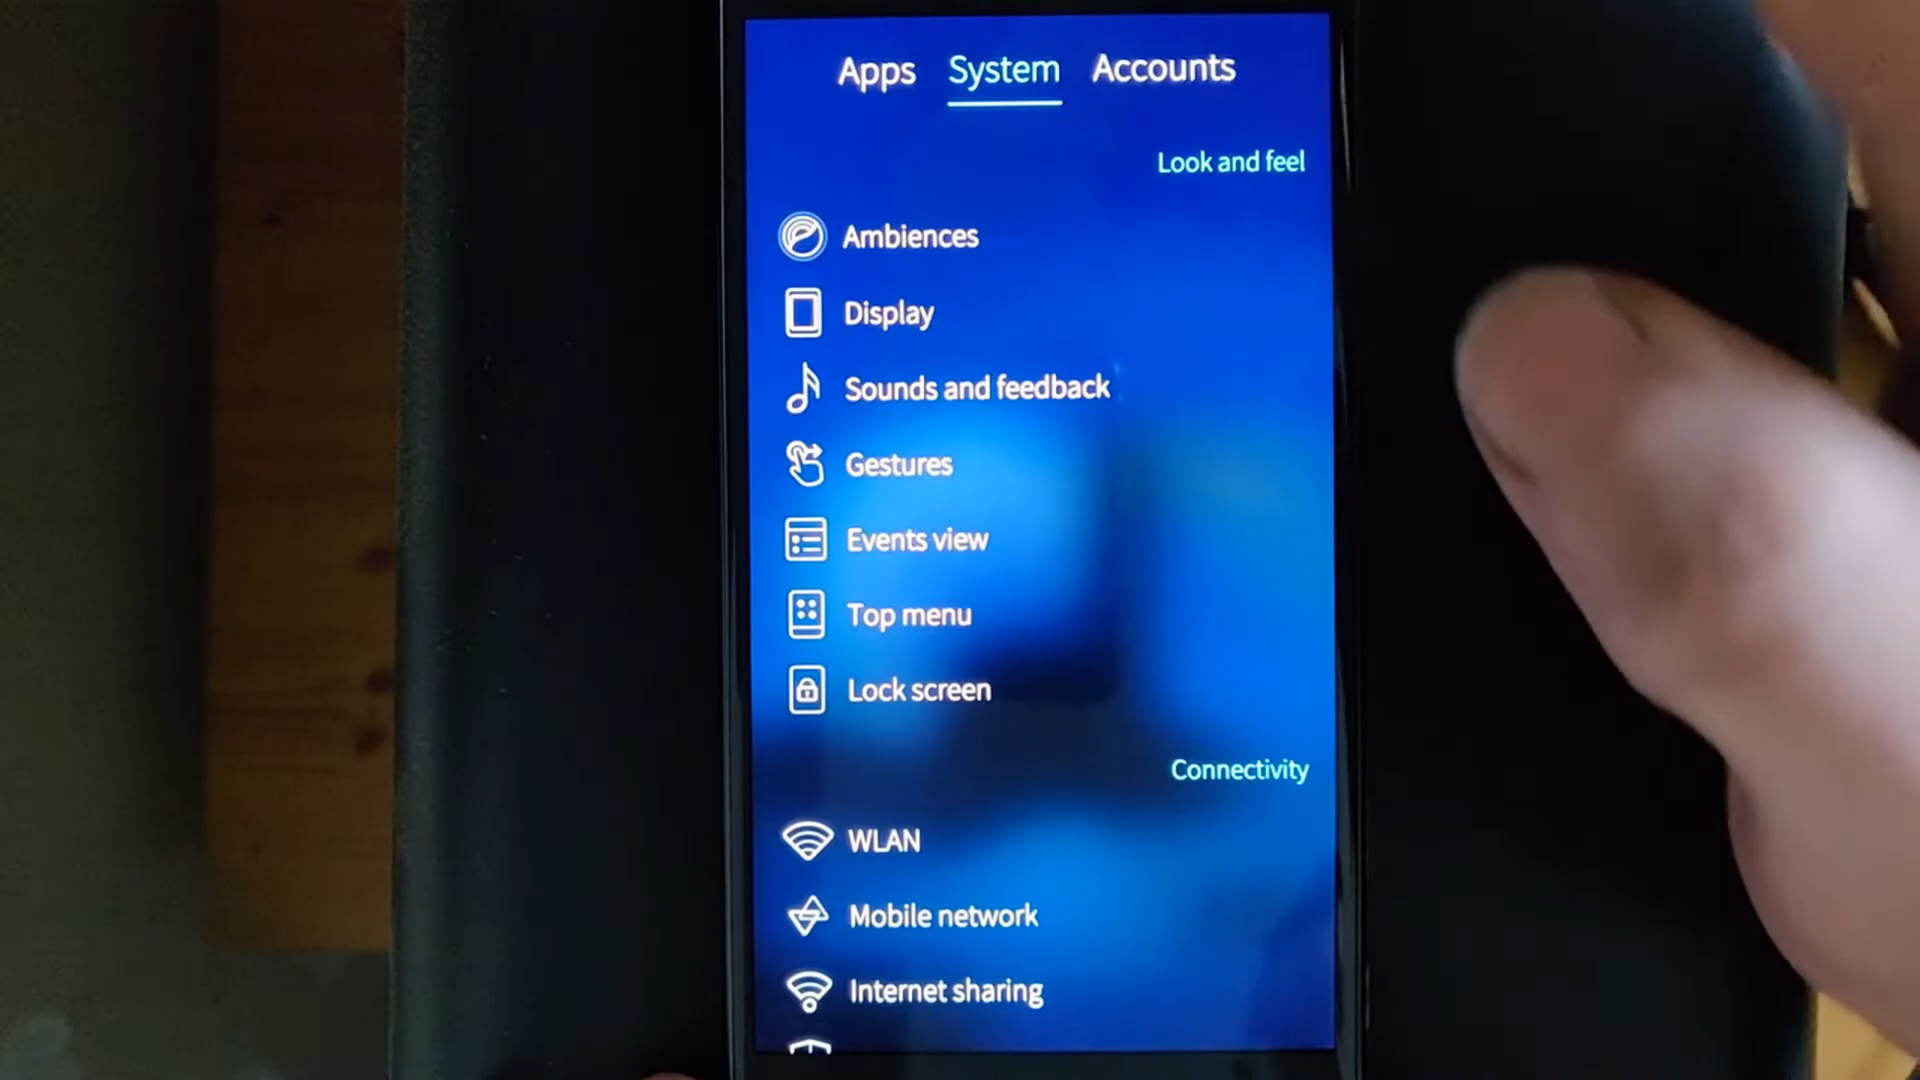 Apps System Accounts
Look and feel
Ambiences
Display
Sounds and feedback
Gestures
Events view
Top menu
Lock screen
Connectivity
WLAN
Mobile network
Internet sharing